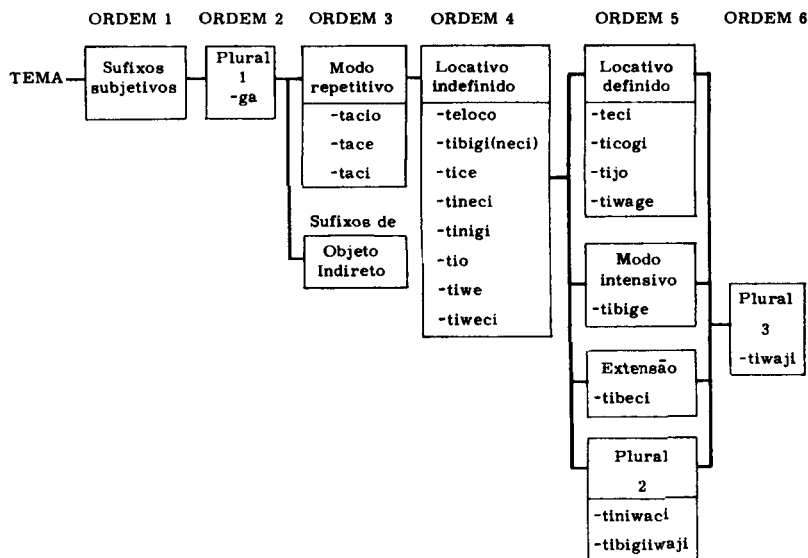 ORDEM 1 ORDEM 2 ORDEM 3 ORDEM 4 ORDEM 5 ORDEM 6
TEMA
Sufixos
subjetivos
Plural
1
-ga
Modo
repetitivo
-tacio
-tace
-taci
Sufixos de
Objeto
Indireto
Locativo
indefinido
-teloco
-tibigi(neci)
-tice
-tineci
-tinigi
-tio
-tiwe
-tiweci
Locativo
definido
-teci
-ticogi
-tijo
-tiwage
Modo
intensivo
-tibige
Extensão
-tibeci
Plural
2
-tiniwaci
-tibigiiwaji
Plural
3
-tiwaji